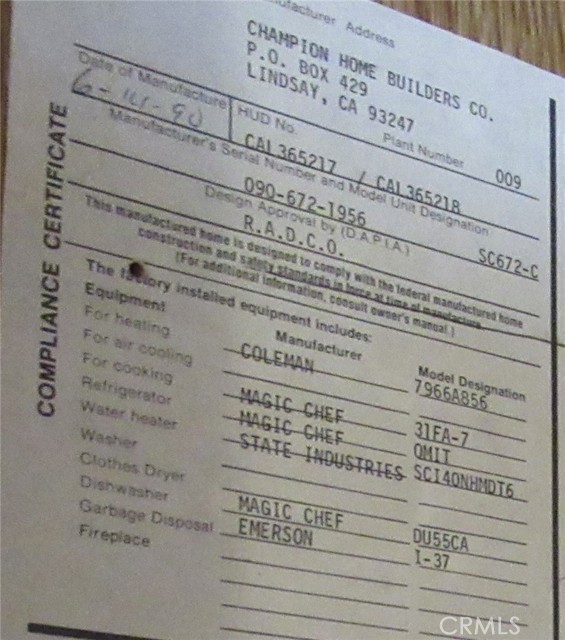 Manufacturer Address
CHAMPION HOME BUILDERS CO.
P.O. BOX 429
LINDSAY, CA 93247
Date of Manufacture HUD No. Plant Number
90 CAL365217 / CAL365218 009
Manufacturer's Serial Number and Model Unit Designation
090-672-1956 SC672-C
Design Approval by (D.A.P.I.A.)
R.A.D.C.O.
This manufactured home is designed to comply with the federal manufactured home
construction and safety standards in force at time of manufacture.
(For additional information, consult owner's manual.)
The factory installed equipment includes:
Equipment Manufacturer Model Designation
For heating COLEMAN 7966A856
For air cooling
For cooking MAGIC CHEF 31FA-7
Refrigerator MAGIC CHEF OMIT
Water heater STATE INDUSTRIES SCI40NHMDT6
Washer
Clothes Dryer
Dishwasher MAGIC CHEF DU55CA
Garbage Disposal EMERSON I-37
Fireplace
COMPLIANCE CERTIFICATE
CRMLS